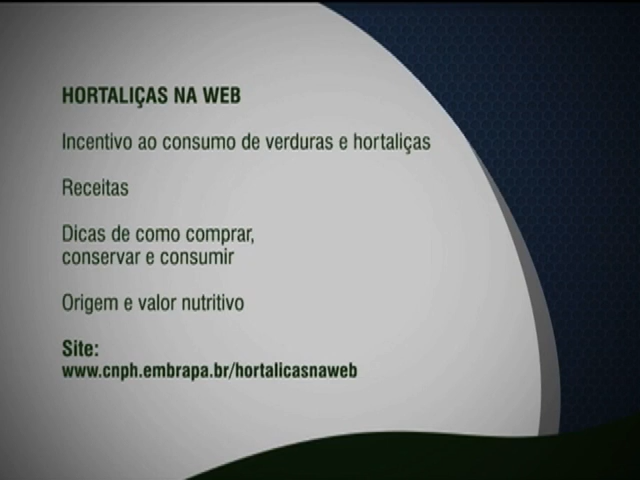 HORTALIÇAS NA WEB
Incentivo ao consumo de verduras e hortaliças
Receitas
Dicas de como comprar,
conservar e consumir
Origem e valor nutritivo
Site:
www.cnph.embrapa.br/hortalicasnaweb